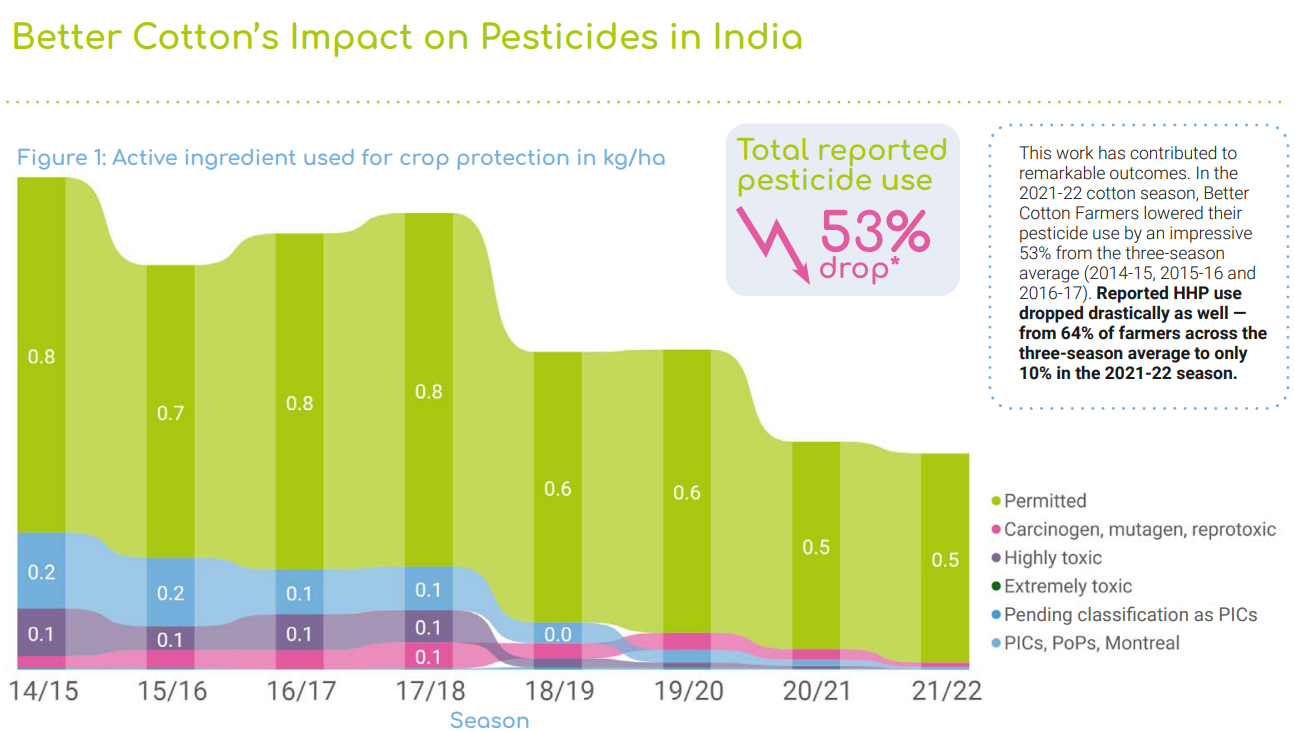 Better Cotton's Impact on Pesticides in India
Figure 1: Active ingredient used for crop protection in kg/ha
Total reported
pesticide use
53%
drop*
This work has contributed to
remarkable outcomes. In the
2021-22 cotton season, Better
Cotton Farmers lowered their
pesticide use by an impressive
53% from the three-season
average (2014-15, 2015-16 and
2016-17). Reported HHP use
dropped drastically as well —
from 64% of farmers across the
three-season average to only
10% in the 2021-22 season.
0.8
0.2
0.1
0.7
0.2
0.1
0.8
0.1
0.1
0.8
0.1
0.1
0.1
0.6
0.0
0.6
0.5
0.5
14/15 15/16 16/17 17/18 18/19 19/20 20/21 21/22
Season
Permitted
Carcinogen, mutagen, reprotoxic
Highly toxic
Extremely toxic
Pending classification as PICs
PICs, PoPs, Montreal